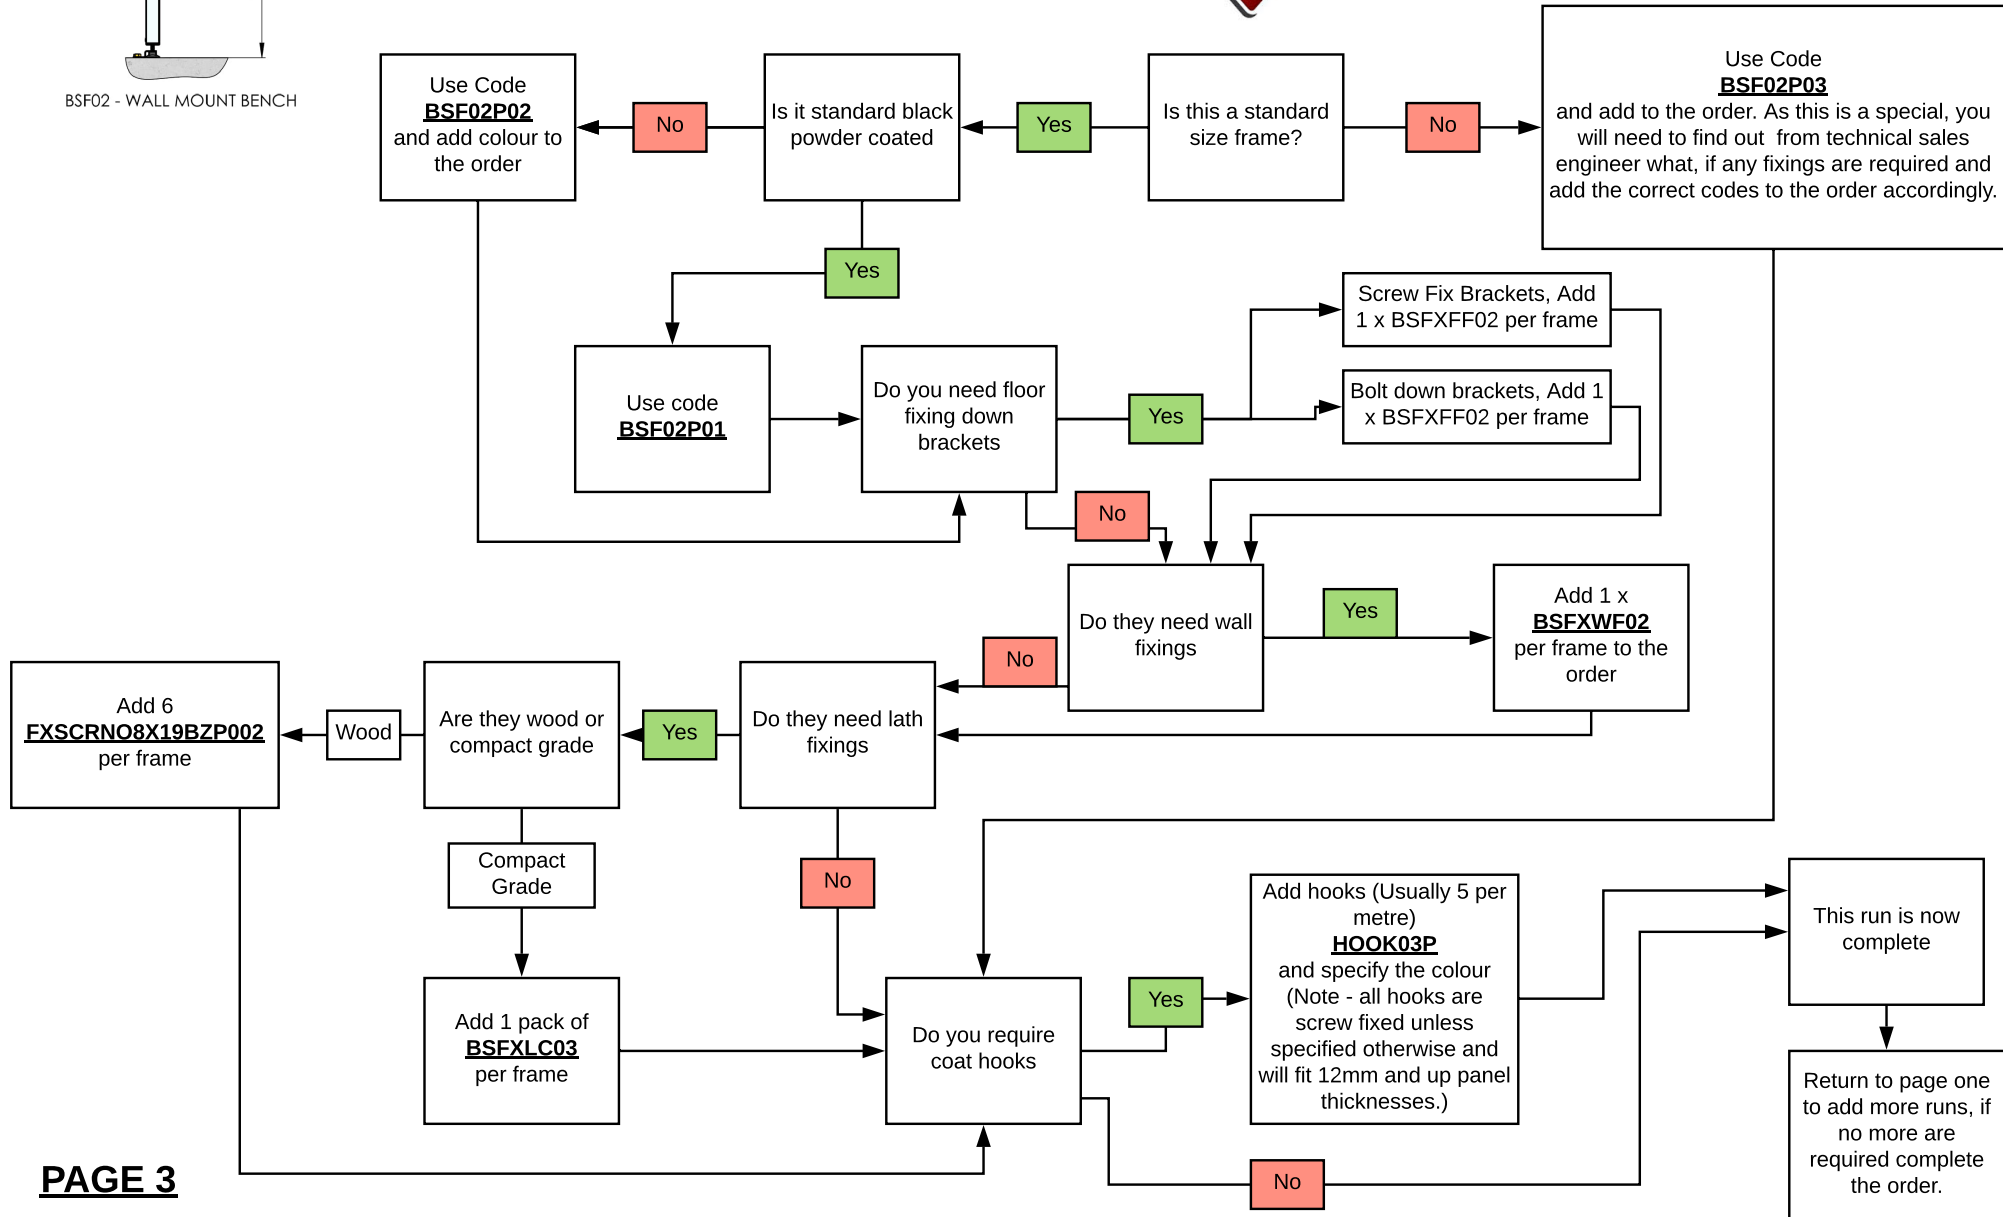 BSF02 - WALL MOUNT BENCH
Use Code
BSF02P02
and add colour to
the order
No
Is it standard black
powder coated
Yes
Is this a standard
size frame?
No
Use Code
BSF02P03
and add to the order. As this is a special, you
will need to find out from technical sales
engineer what, if any fixings are required and
add the correct codes to the order accordingly.
Yes
Use code
BSF02P01
Do you need floor
fixing down
brackets
Yes
Screw Fix Brackets, Add
1 x BSFXFF02 per frame
Bolt down brackets, Add 1
x BSFXFF02 per frame
No
Do they need wall
fixings
Yes
Add 1 x
BSFXWF02
per frame to the
order
No
Add 6
FXSCRNO8X19BZP002
per frame
Wood
Are they wood or
compact grade
Yes
Do they need lath
fixings
Compact
Grade
No
Add 1 pack of
BSFXLC03
per frame
Do you require
coat hooks
Yes
Add hooks (Usually 5 per
metre)
HOOK03P
and specify the colour
(Note - all hooks are
screw fixed unless
specified otherwise and
will fit 12mm and up panel
thicknesses.)
This run is now
complete
No
Return to page one
to add more runs, if
no more are
required complete
the order.
PAGE 3